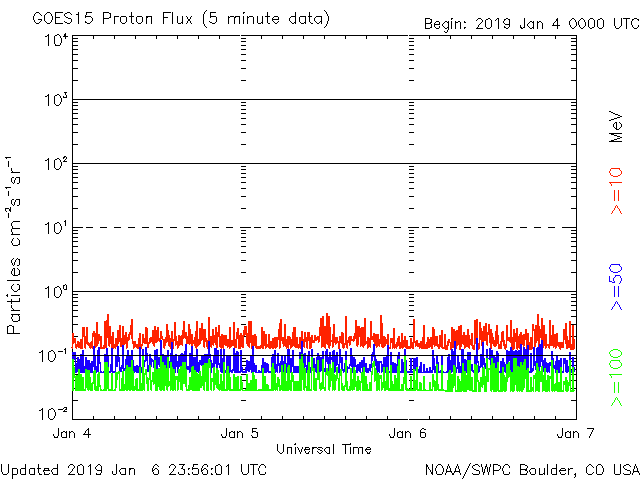 GOES15 Proton Flux (5 minute data)
Begin: 2019 Jan 4 0000 UTC
10⁴
10³
10²
10¹
10⁰
10⁻¹
10⁻²
Particles cm⁻²s⁻¹sr⁻¹
MeV
>=10
>=50
>=100
Jan 4 Jan 5 Jan 6 Jan 7
Universal Time
Updated 2019 Jan 6 23:56:01 UTC
NOAA/SWPC Boulder, CO USA